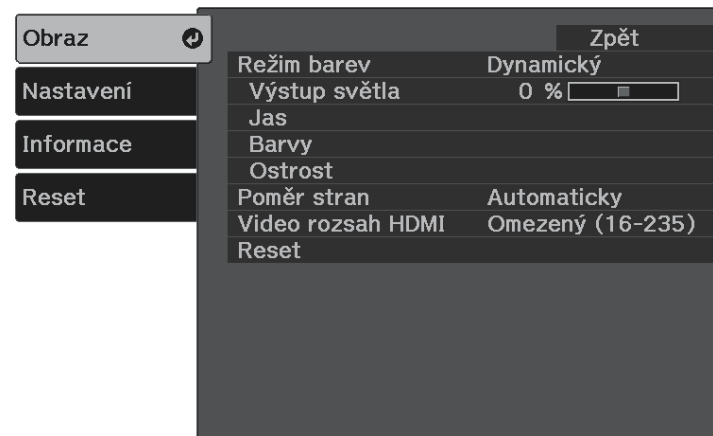 Obraz
Nastavení
Informace
Reset
Zpět
Režim barev Dynamický
Výstup světla 0 %
Jas
Barvy
Ostrost
Poměr stran Automaticky
Video rozsah HDMI Omezený (16-235)
Reset